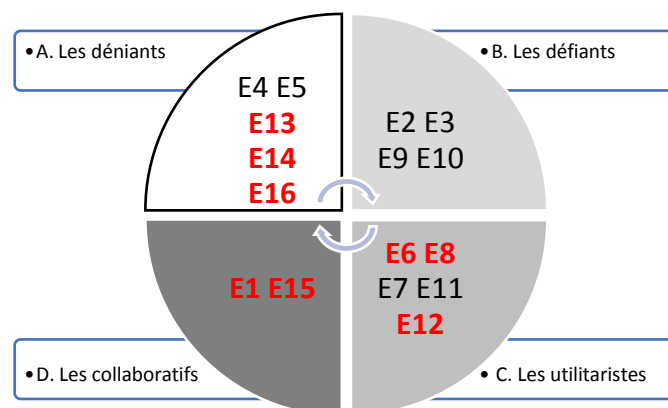 •A. Les déniants
•B. Les défiants
E4 E5
E13
E14
E16
E2 E3
E9 E10
E1 E15
E6 E8
E7 E11
E12
•D. Les collaboratifs
• C. Les utilitaristes